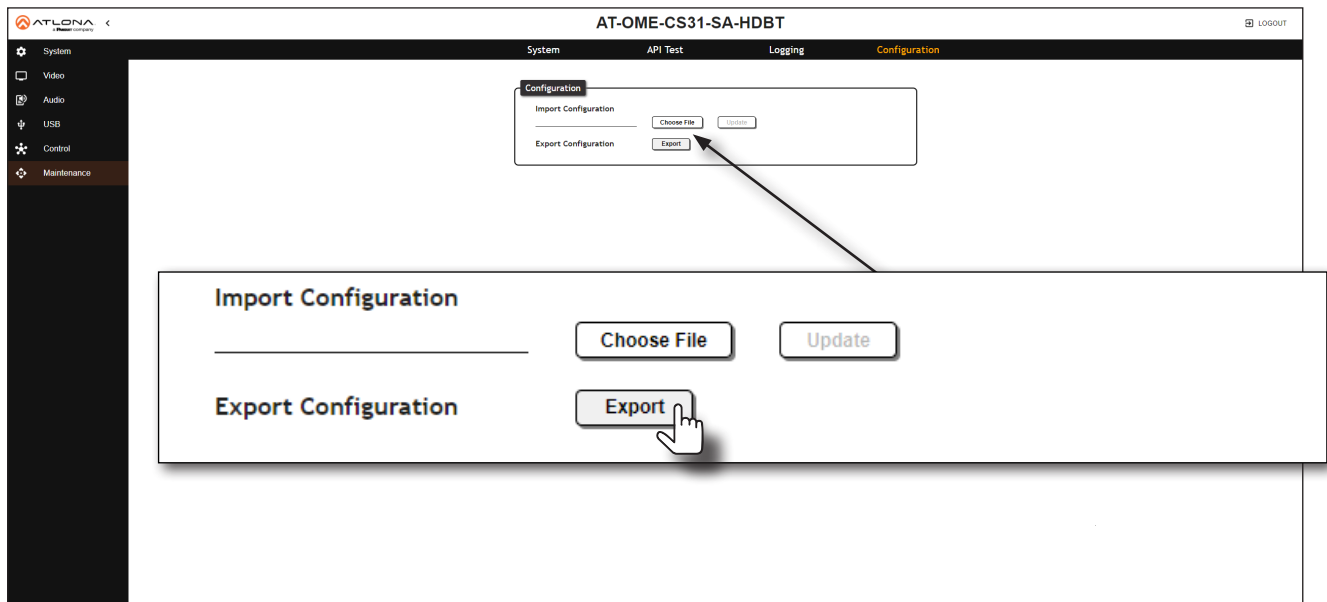 ATLONA
a Panduit company
AT-OME-CS31-SA-HDBT
LOGOUT
System
Video
Audio
USB
Control
Maintenance
System API Test Logging Configuration
Configuration
Import Configuration
Choose File Update
Export Configuration Export
Import Configuration
Choose File Update
Export Configuration Export